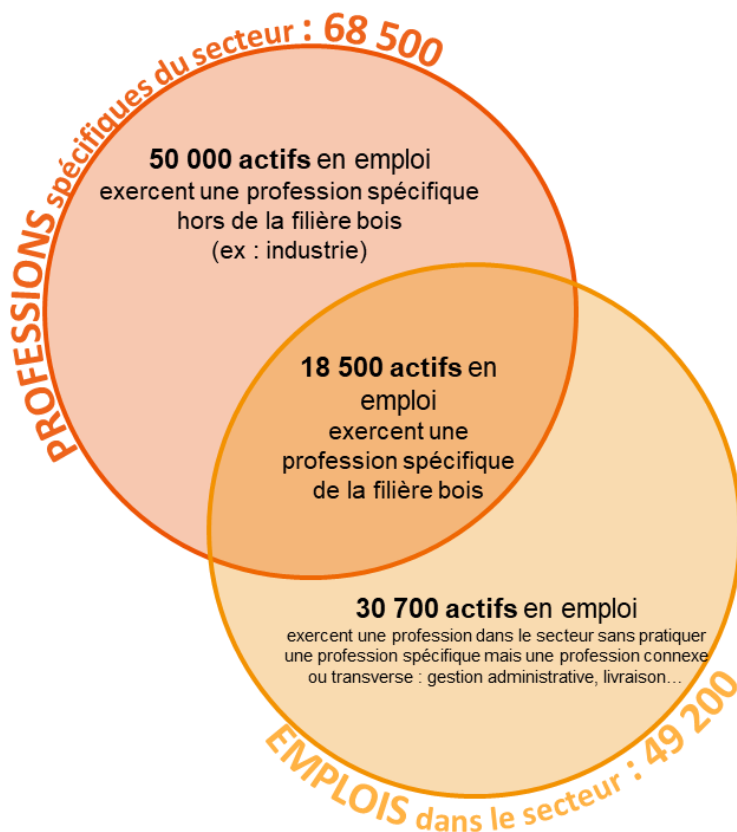 PROFESSIONS spécifiques du secteur : 68 500
50 000 actifs en emploi
exercent une profession spécifique
hors de la filière bois
(ex : industrie)
18 500 actifs en
emploi
exercent une
profession spécifique
de la filière bois
30 700 actifs en emploi
exercent une profession dans le secteur sans pratiquer
une profession spécifique mais une profession connexe
ou transverse : gestion administrative, livraison…
EMPLOIS dans le secteur : 49 200